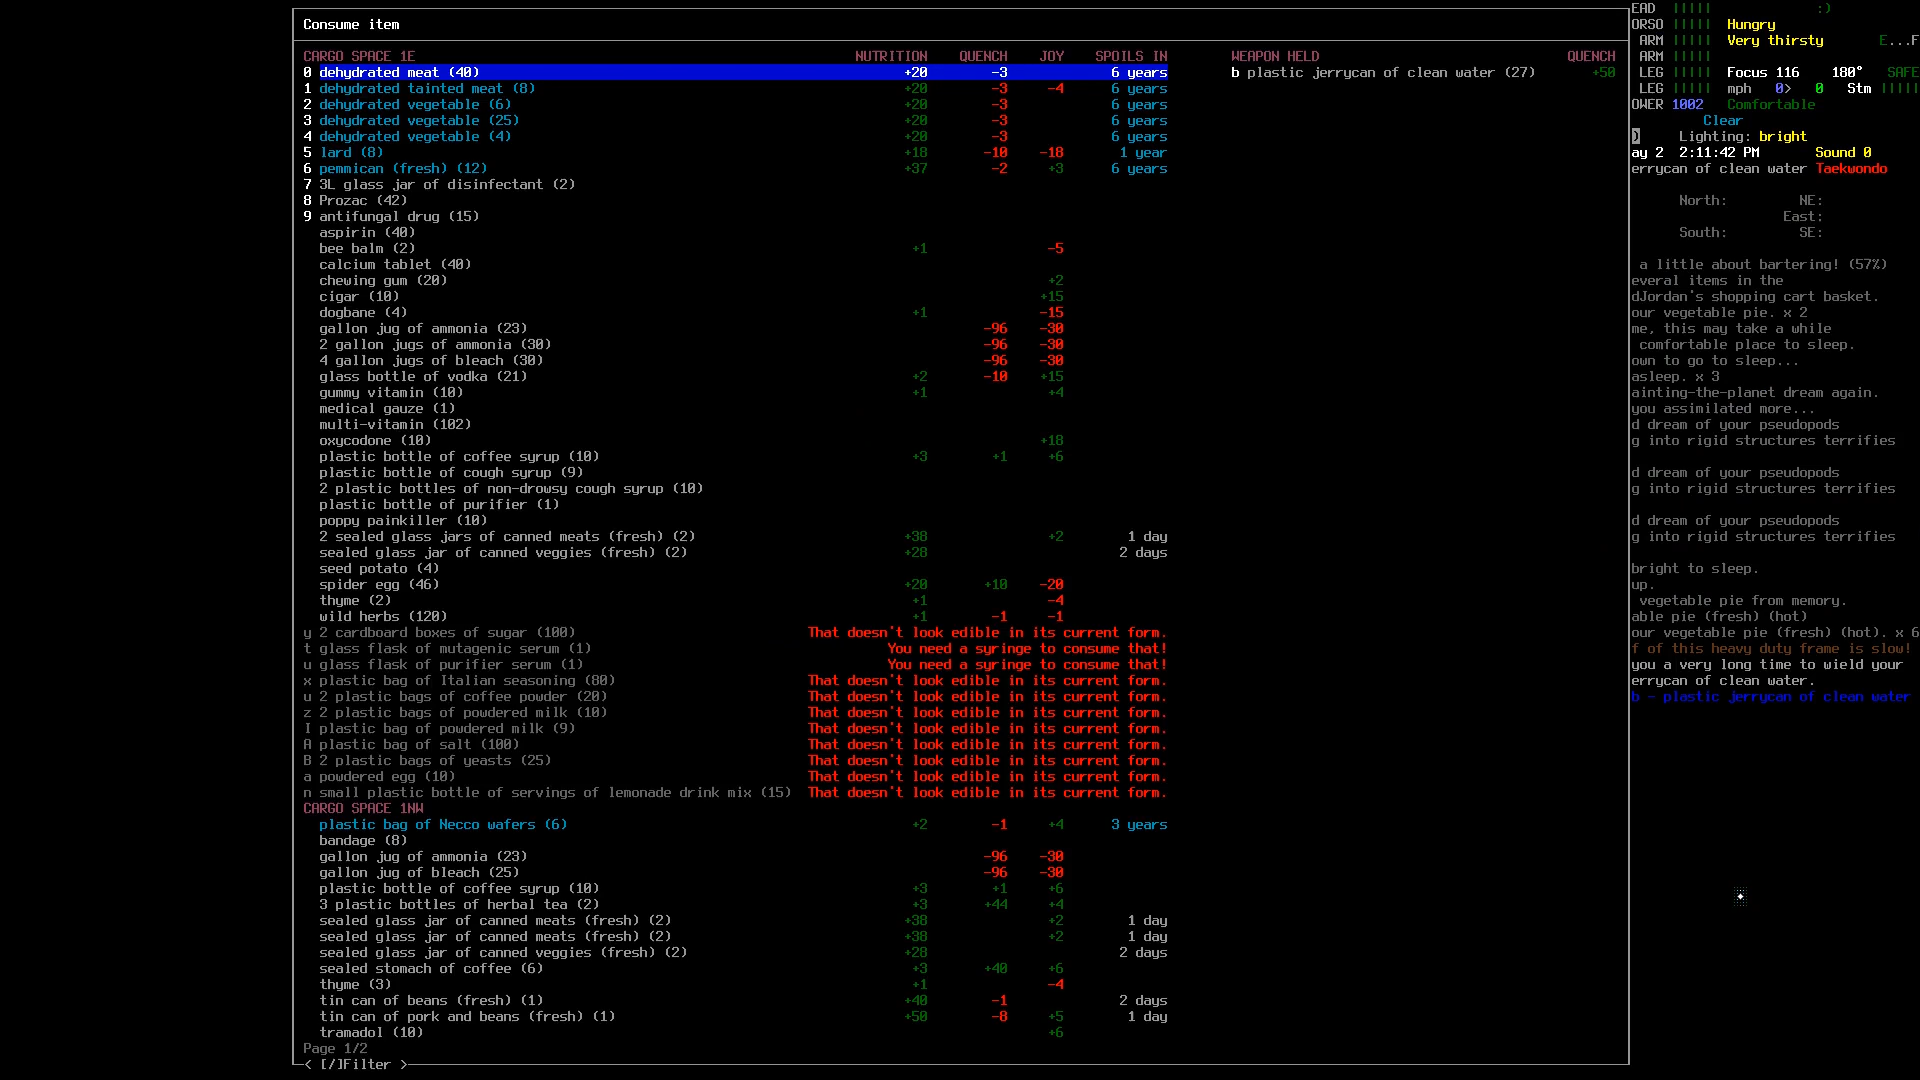 Consume item
CARGO SPACE 1E NUTRITION QUENCH JOY SPOILS IN
0 dehydrated meat (40) +20 -3 6 years
1 dehydrated tainted meat (8) +20 -3 -4 6 years
2 dehydrated vegetable (6) +20 -3 6 years
3 dehydrated vegetable (25) +20 -3 6 years
4 dehydrated vegetable (4) +20 -3 6 years
5 lard (8) +18 -10 -18 1 year
6 pemmican (fresh) (12) +37 -2 +3 6 years
7 3L glass jar of disinfectant (2)
8 Prozac (42)
9 antifungal drug (15)
aspirin (40)
bee balm (2) +1 -5
calcium tablet (40)
chewing gum (20) +2
cigar (10) +15
dogbane (4) +1 -15
gallon jug of ammonia (23) -96 -30
2 gallon jugs of ammonia (30) -96 -30
4 gallon jugs of bleach (30) -96 -30
glass bottle of vodka (21) +2 -10 +15
gummy vitamin (10) +1 +4
medical gauze (1)
multi-vitamin (102)
oxycodone (10) +18
plastic bottle of coffee syrup (10) +3 +1 +6
plastic bottle of cough syrup (9)
2 plastic bottles of non-drowsy cough syrup (10)
plastic bottle of purifier (1)
poppy painkiller (10)
2 sealed glass jars of canned meats (fresh) (2) +38 +2 1 day
sealed glass jar of canned veggies (fresh) (2) +28 2 days
seed potato (4)
spider egg (46) +20 +10 -20
thyme (2) +1 -4
wild herbs (120) +1 -1 -1
y 2 cardboard boxes of sugar (100) That doesn't look edible in its current form.
t glass flask of mutagenic serum (1) You need a syringe to consume that!
u glass flask of purifier serum (1) You need a syringe to consume that!
x plastic bag of Italian seasoning (80) That doesn't look edible in its current form.
u 2 plastic bags of coffee powder (20) That doesn't look edible in its current form.
z 2 plastic bags of powdered milk (10) That doesn't look edible in its current form.
I plastic bag of powdered milk (9) That doesn't look edible in its current form.
A plastic bag of salt (100) That doesn't look edible in its current form.
B 2 plastic bags of yeasts (25) That doesn't look edible in its current form.
a powdered egg (10) That doesn't look edible in its current form.
n small plastic bottle of servings of lemonade drink mix (15) That doesn't look edible in its current form.
CARGO SPACE 1NW
plastic bag of Necco wafers (6) +2 -1 +4 3 years
bandage (8)
gallon jug of ammonia (23) -96 -30
gallon jug of bleach (25) -96 -30
plastic bottle of coffee syrup (10) +3 +1 +6
3 plastic bottles of herbal tea (2) +3 +44 +4
sealed glass jar of canned meats (fresh) (2) +38 +2 1 day
sealed glass jar of canned meats (fresh) (2) +38 +2 1 day
sealed glass jar of canned veggies (fresh) (2) +28 2 days
sealed stomach of coffee (6) +3 +40 +6
thyme (3) +1 -4
tin can of beans (fresh) (1) +40 -1 2 days
tin can of pork and beans (fresh) (1) +50 -8 +5 1 day
tramadol (10) +6
Page 1/2
< [/]Filter >
WEAPON HELD QUENCH
b plastic jerrycan of clean water (27) +50
EAD ||||| :)
ORSO ||||| Hungry
ARM ||||| Very thirsty E...F
ARM |||||
LEG ||||| Focus 116 180° SAFE
LEG ||||| mph 0> 0 Stm |||||
OWER 1002 Comfortable
Clear
) Lighting: bright
ay 2 2:11:42 PM Sound 0
errycan of clean water Taekwondo
North: NE:
East:
South: SE:
a little about bartering! (57%)
everal items in the
dJordan's shopping cart basket.
our vegetable pie. x 2
me, this may take a while
comfortable place to sleep.
own to go to sleep...
asleep. x 3
ainting-the-planet dream again.
you assimilated more...
d dream of your pseudopods
g into rigid structures terrifies
d dream of your pseudopods
g into rigid structures terrifies
d dream of your pseudopods
g into rigid structures terrifies
bright to sleep.
up.
vegetable pie from memory.
able pie (fresh) (hot)
our vegetable pie (fresh) (hot). x 6
f of this heavy duty frame is slow!
you a very long time to wield your
errycan of clean water.
b - plastic jerrycan of clean water